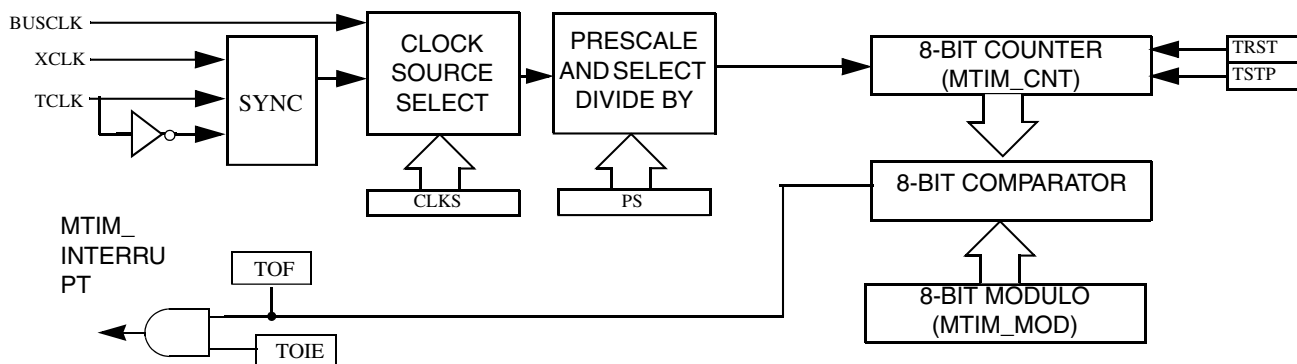 BUSCLK
XCLK
TCLK
SYNC
CLOCK
SOURCE
SELECT
PRESCALE
AND SELECT
DIVIDE BY
8-BIT COUNTER
(MTIM_CNT)
TRST
TSTP
CLKS
PS
8-BIT COMPARATOR
MTIM_
INTERRU
PT
TOF
8-BIT MODULO
(MTIM_MOD)
TOIE